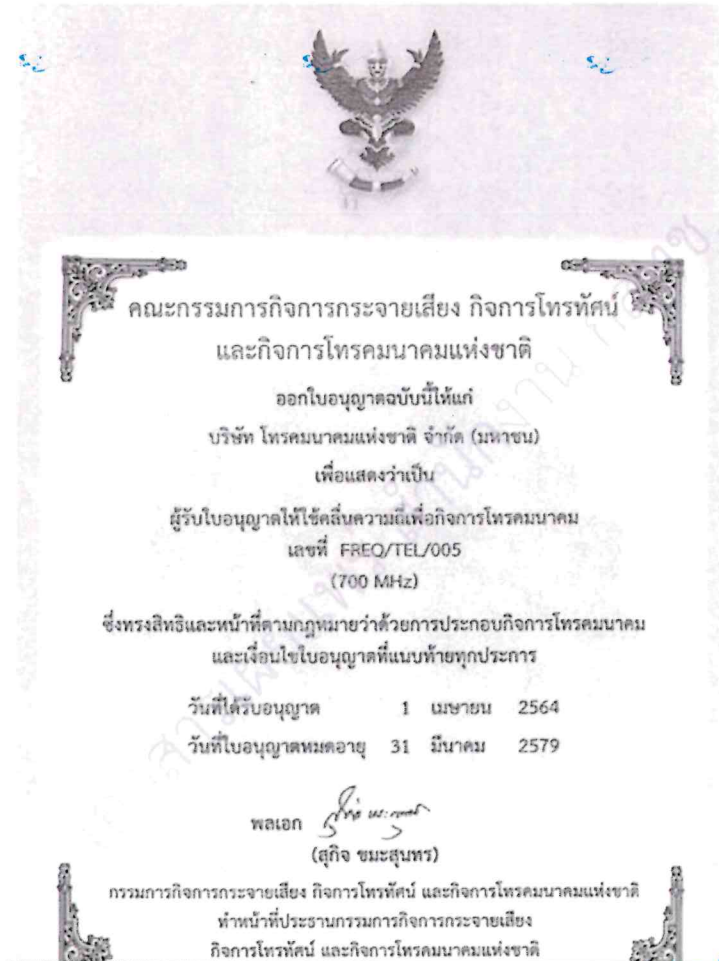 คณะกรรมการกิจการกระจายเสียง กิจการโทรทัศน์
และกิจการโทรคมนาคมแห่งชาติ
ออกใบอนุญาตฉบับนี้ให้แก่
บริษัท โทรคมนาคมแห่งชาติ จำกัด (มหาชน)
เพื่อแสดงว่าเป็น
ผู้รับใบอนุญาตให้ใช้คลื่นความถี่เพื่อกิจการโทรคมนาคม
เลขที่ FREQ/TEL/005
(700 MHz)
ซึ่งทรงสิทธิและหน้าที่ตามกฎหมายว่าด้วยการประกอบกิจการโทรคมนาคม
และเงื่อนไขใบอนุญาตที่แนบท้ายทุกประการ
วันที่ได้รับอนุญาต 1 เมษายน 2564
วันที่ใบอนุญาตหมดอายุ 31 มีนาคม 2579
พลเอก
(สุกิจ ขมะสุนทร)
กรรมการกิจการกระจายเสียง กิจการโทรทัศน์ และกิจการโทรคมนาคมแห่งชาติ
ทำหน้าที่ประธานกรรมการกิจการกระจายเสียง
กิจการโทรทัศน์ และกิจการโทรคมนาคมแห่งชาติ